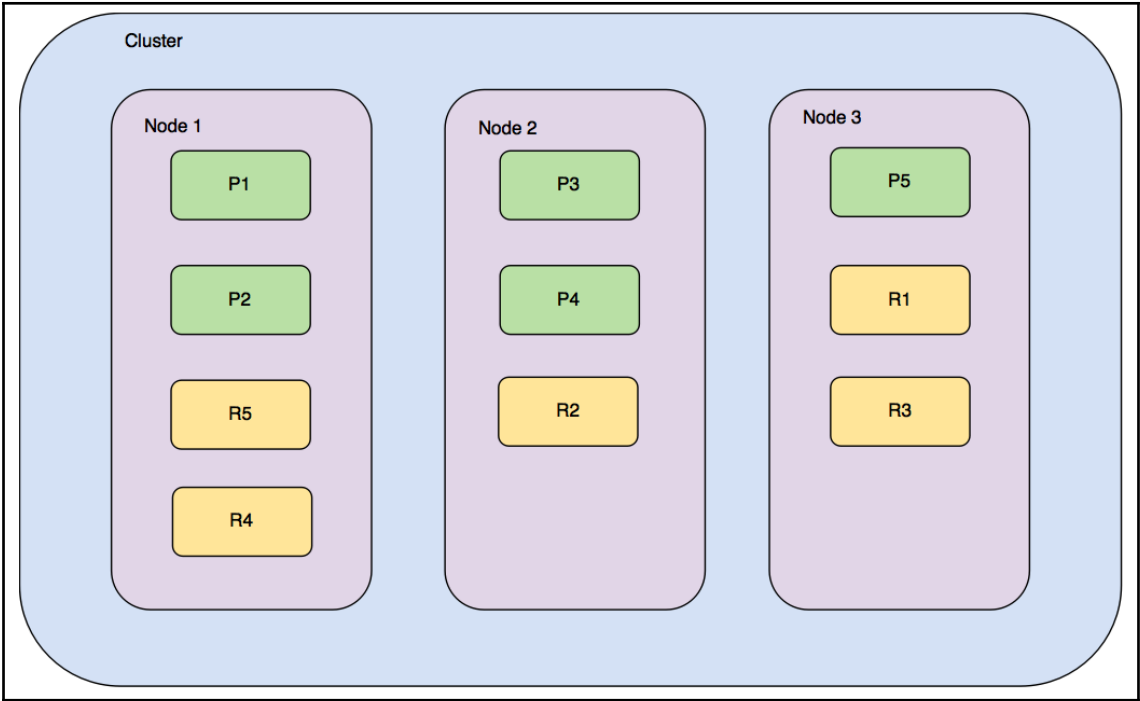 Cluster
Node 1
P1
P2
R5
R4
Node 2
P3
P4
R2
Node 3
P5
R1
R3